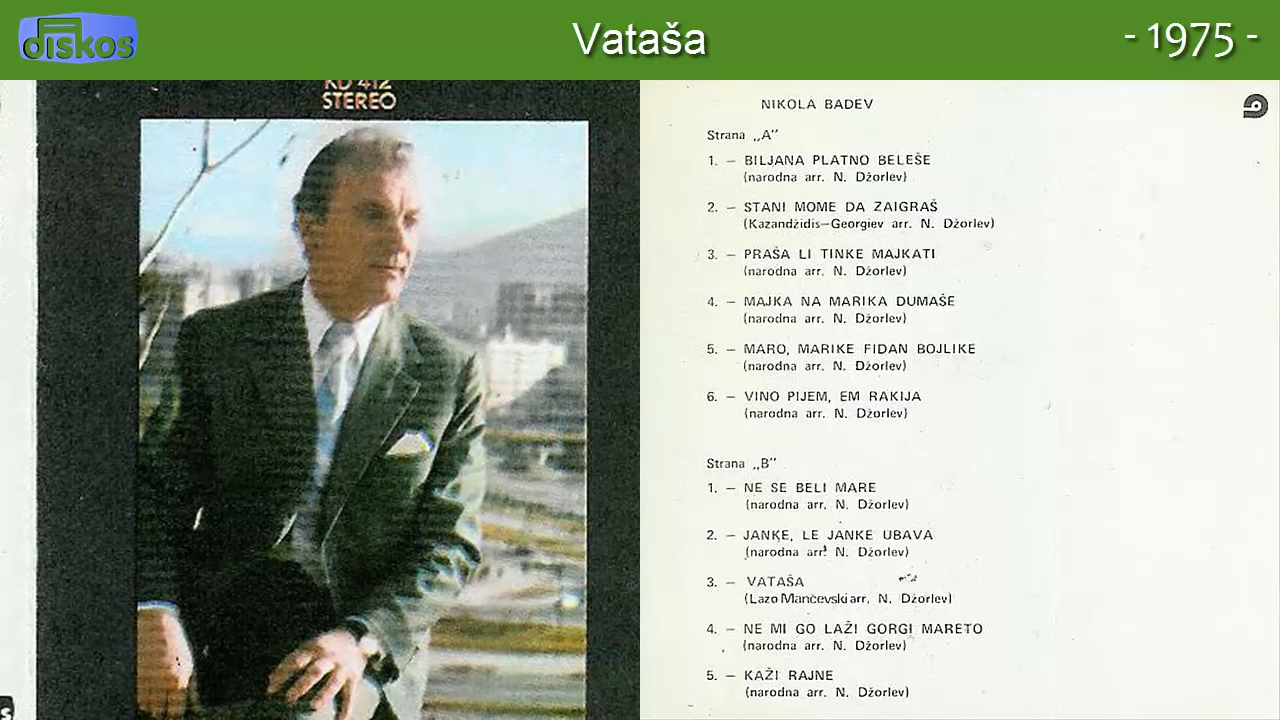 diskos
Vataša
- 1975 -
KD 412
STEREO
NIKOLA BADEV
Strana „A”
1. – BILJANA PLATNO BELEŠE
(narodna arr. N. Džorlev)
2. – STANI MOME DA ZAIGRAŠ
(Kazandžidis–Georgiev arr. N. Džorlev)
3. – PRAŠA LI TINKE MAJKATI
(narodna arr. N. Džorlev)
4. – MAJKA NA MARIKA DUMAŠE
(narodna arr. N. Džorlev)
5. – MARO, MARIKE FIDAN BOJLIKE
(narodna arr. N. Džorlev)
6. – VINO PIJEM, EM RAKIJA
(narodna arr. N. Džorlev)
Strana „B”
1. – NE SE BELI MARE
(narodna arr. N. Džorlev)
2. – JANKE, LE JANKE UBAVA
(narodna arr. N. Džorlev)
3. – VATAŠA
(Lazo Mančevski arr. N. Džorlev)
4. – NE MI GO LAŽI GORGI MARETO
(narodna arr. N. Džorlev)
5. – KAŽI RAJNE
(narodna arr. N. Džorlev)